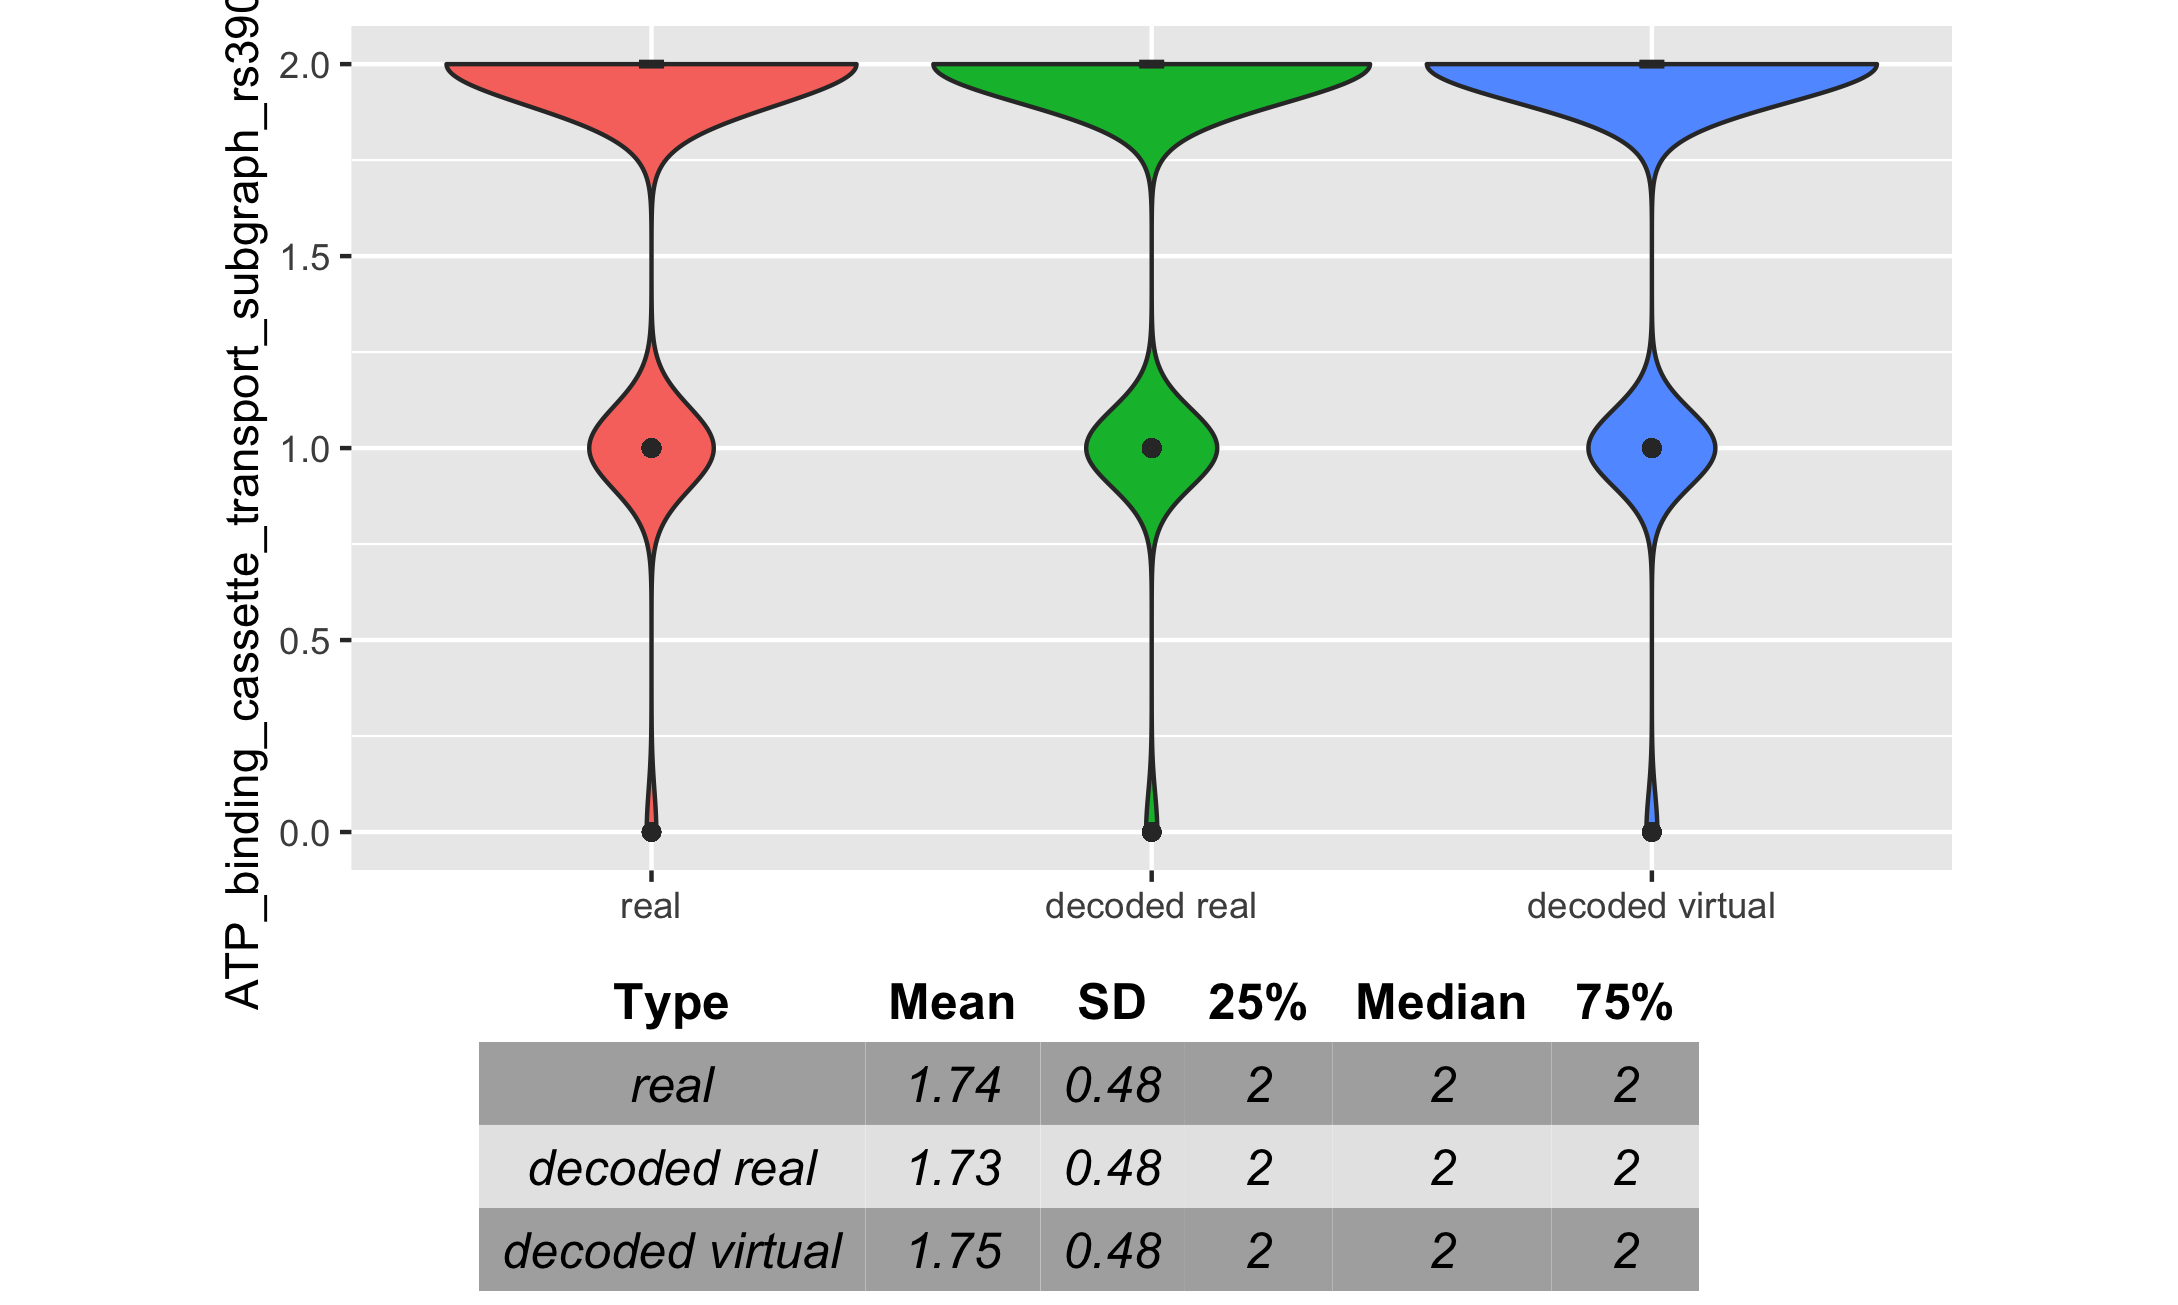 ATP_binding_cassette_transport_subgraph_rs390
2.0
1.5
1.0
0.5
0.0
real decoded real decoded virtual
Type Mean SD 25% Median 75%
real 1.74 0.48 2 2 2
decoded real 1.73 0.48 2 2 2
decoded virtual 1.75 0.48 2 2 2